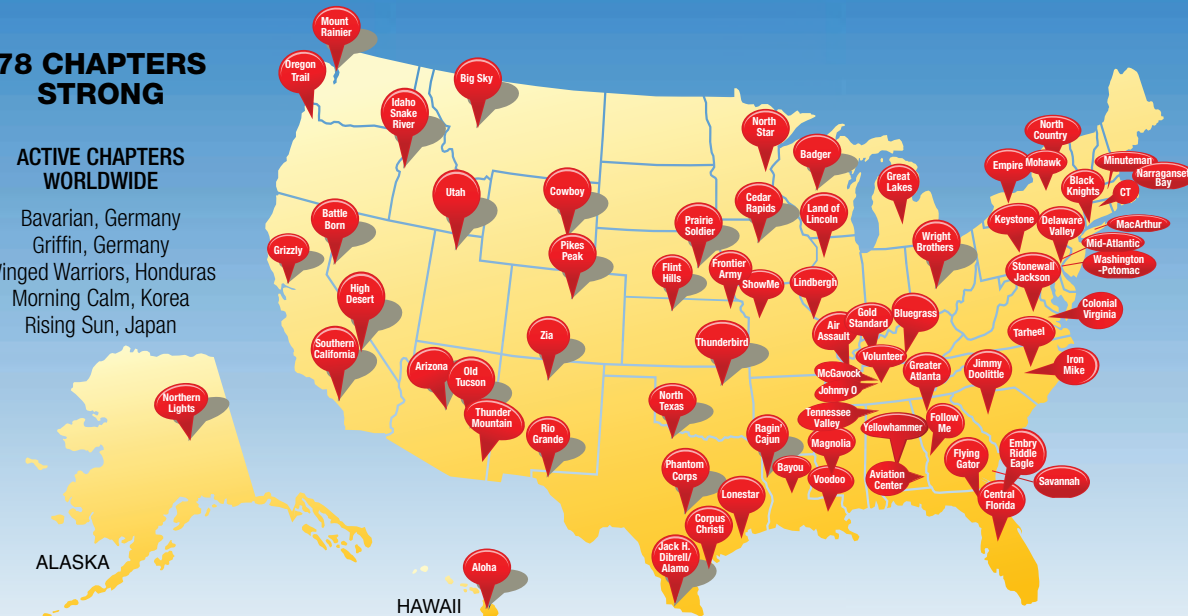 78 CHAPTERS
STRONG
ACTIVE CHAPTERS
WORLDWIDE
Bavarian, Germany
Griffin, Germany
Winged Warriors, Honduras
Morning Calm, Korea
Rising Sun, Japan
Mount
Rainier
Oregon
Trail
Big Sky
Idaho
Snake
River
North
Star
Badger
Great
Lakes
North
Country
Empire
Mohawk
Minuteman
Narraganset
Bay
Black
Knights
CT
Utah
Cowboy
Cedar
Rapids
Land of
Lincoln
Battle
Born
Grizzly
Prairie
Soldier
Wright
Brothers
Keystone
Delaware
Valley
MacArthur
Mid-Atlantic
Washington
-Potomac
Pikes
Peak
Flint
Hills
Frontier
Army
ShowMe
Lindbergh
Stonewall
Jackson
High
Desert
Colonial
Virginia
Southern
California
Zia
Thunderbird
Air
Assault
Gold
Standard
Bluegrass
Tarheel
Iron
Mike
Arizona
Old
Tucson
McGavock
Volunteer
Johnny O
Greater
Atlanta
Jimmy
Doolittle
Northern
Lights
Thunder
Mountain
Rio
Grande
North
Texas
Ragin'
Cajun
Tennessee
Valley
Magnolia
Yellowhammer
Follow
Me
Phantom
Corps
Bayou
Voodoo
Aviation
Center
Flying
Gator
Embry
Riddle
Eagle
Savannah
Lonestar
Central
Florida
Corpus
Christi
Jack H.
Dibrell/
Alamo
Aloha
ALASKA
HAWAII